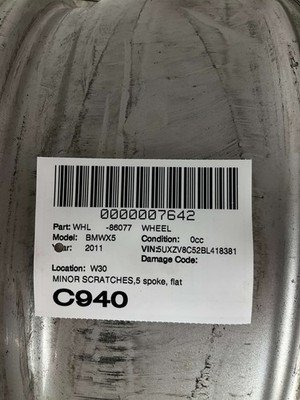 0000007642
Part: WHL -86077 WHEEL
Model: BMWX5 Condition: 0cc
Year: 2011 VIN:5UXZV8C52BL418381
Damage Code:
Location: W30
MINOR SCRATCHES,5 spoke, flat
C940